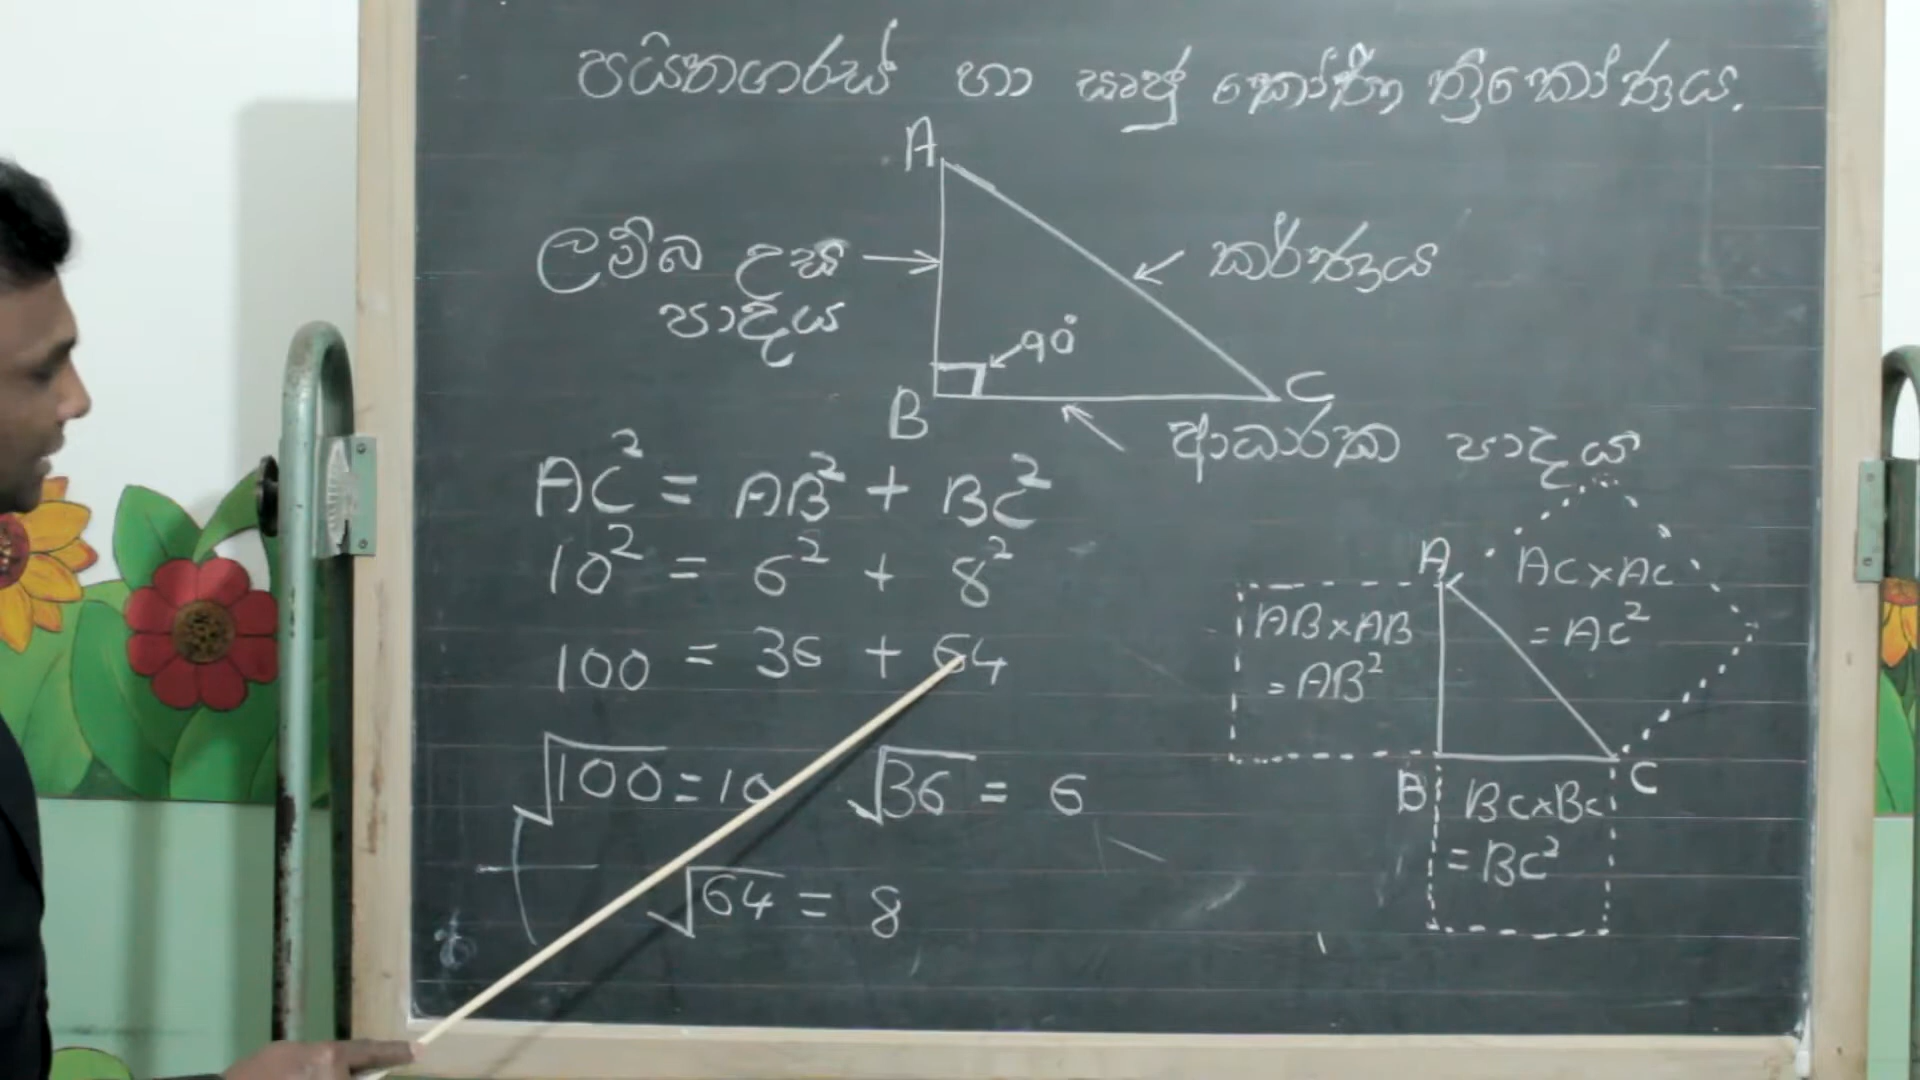 පයිතගරස් හා ඍජු කෝණි ත්‍රිකෝණය.
A
ලම්බ උස
පාදය
කර්ණය
90°
B
C
ආධාරක පාදය
AC² = AB² + BC²
10² = 6² + 8²
100 = 36 + 64
√100 = 10 √36 = 6
√64 = 8
A
AC×AC
= AC²
AB×AB
= AB²
B
C
BC×BC
= BC²